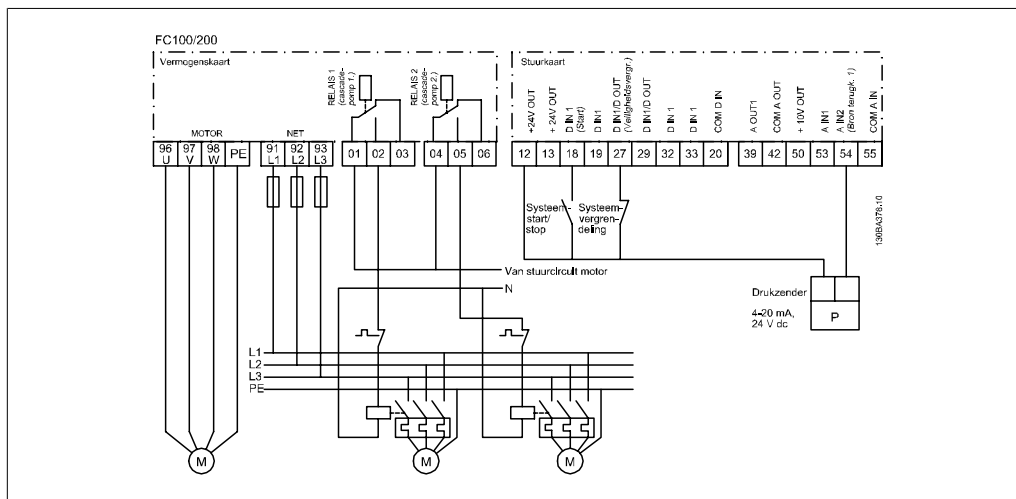 FC100/200
Vermogenskaart
RELAIS 1
(cascade-
pomp 1.)
RELAIS 2
(cascade-
pomp 2.)
Stuurkaart
+24V OUT
+ 24V OUT
D IN 1
(Start)
D IN1
D IN1/D OUT
(Veiligheidsvergr.)
D IN1/D OUT
D IN 1
D IN 1
COM D IN
A OUT1
COM A OUT
+ 10V OUT
A IN1
A IN2
(Bron terugk. 1)
COM A IN
MOTOR
NET
96 97 98 PE
U V W
91 92 93
L1 L2 L3
01 02 03
04 05 06
12 13 18 19 27 29 32 33 20
39 42 50 53 54 55
Systeem-
start/
stop
Systeem-
vergren-
deling
130BA376.10
Van stuurcircuit motor
N
Drukzender
4-20 mA,
24 V dc
P
L1
L2
L3
PE
M
M
M